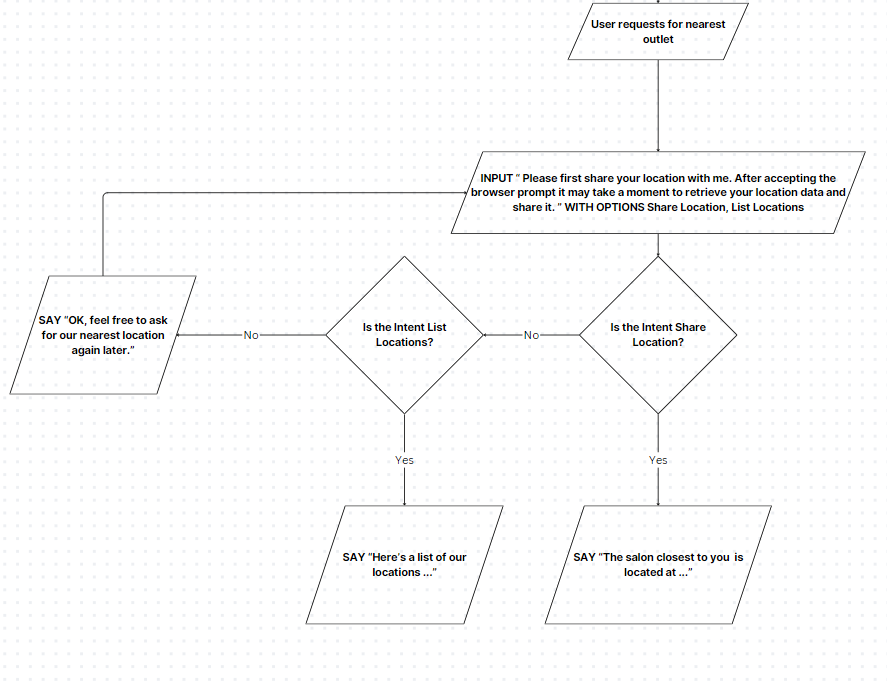 User requests for nearest
outlet
INPUT “ Please first share your location with me. After accepting the
browser prompt it may take a moment to retrieve your location data and
share it. ” WITH OPTIONS Share Location, List Locations
SAY “OK, feel free to ask
for our nearest location
again later.”
No
Is the Intent List
Locations?
No
Is the Intent Share
Location?
Yes
Yes
SAY “Here’s a list of our
locations ...”
SAY “The salon closest to you is
located at ...”